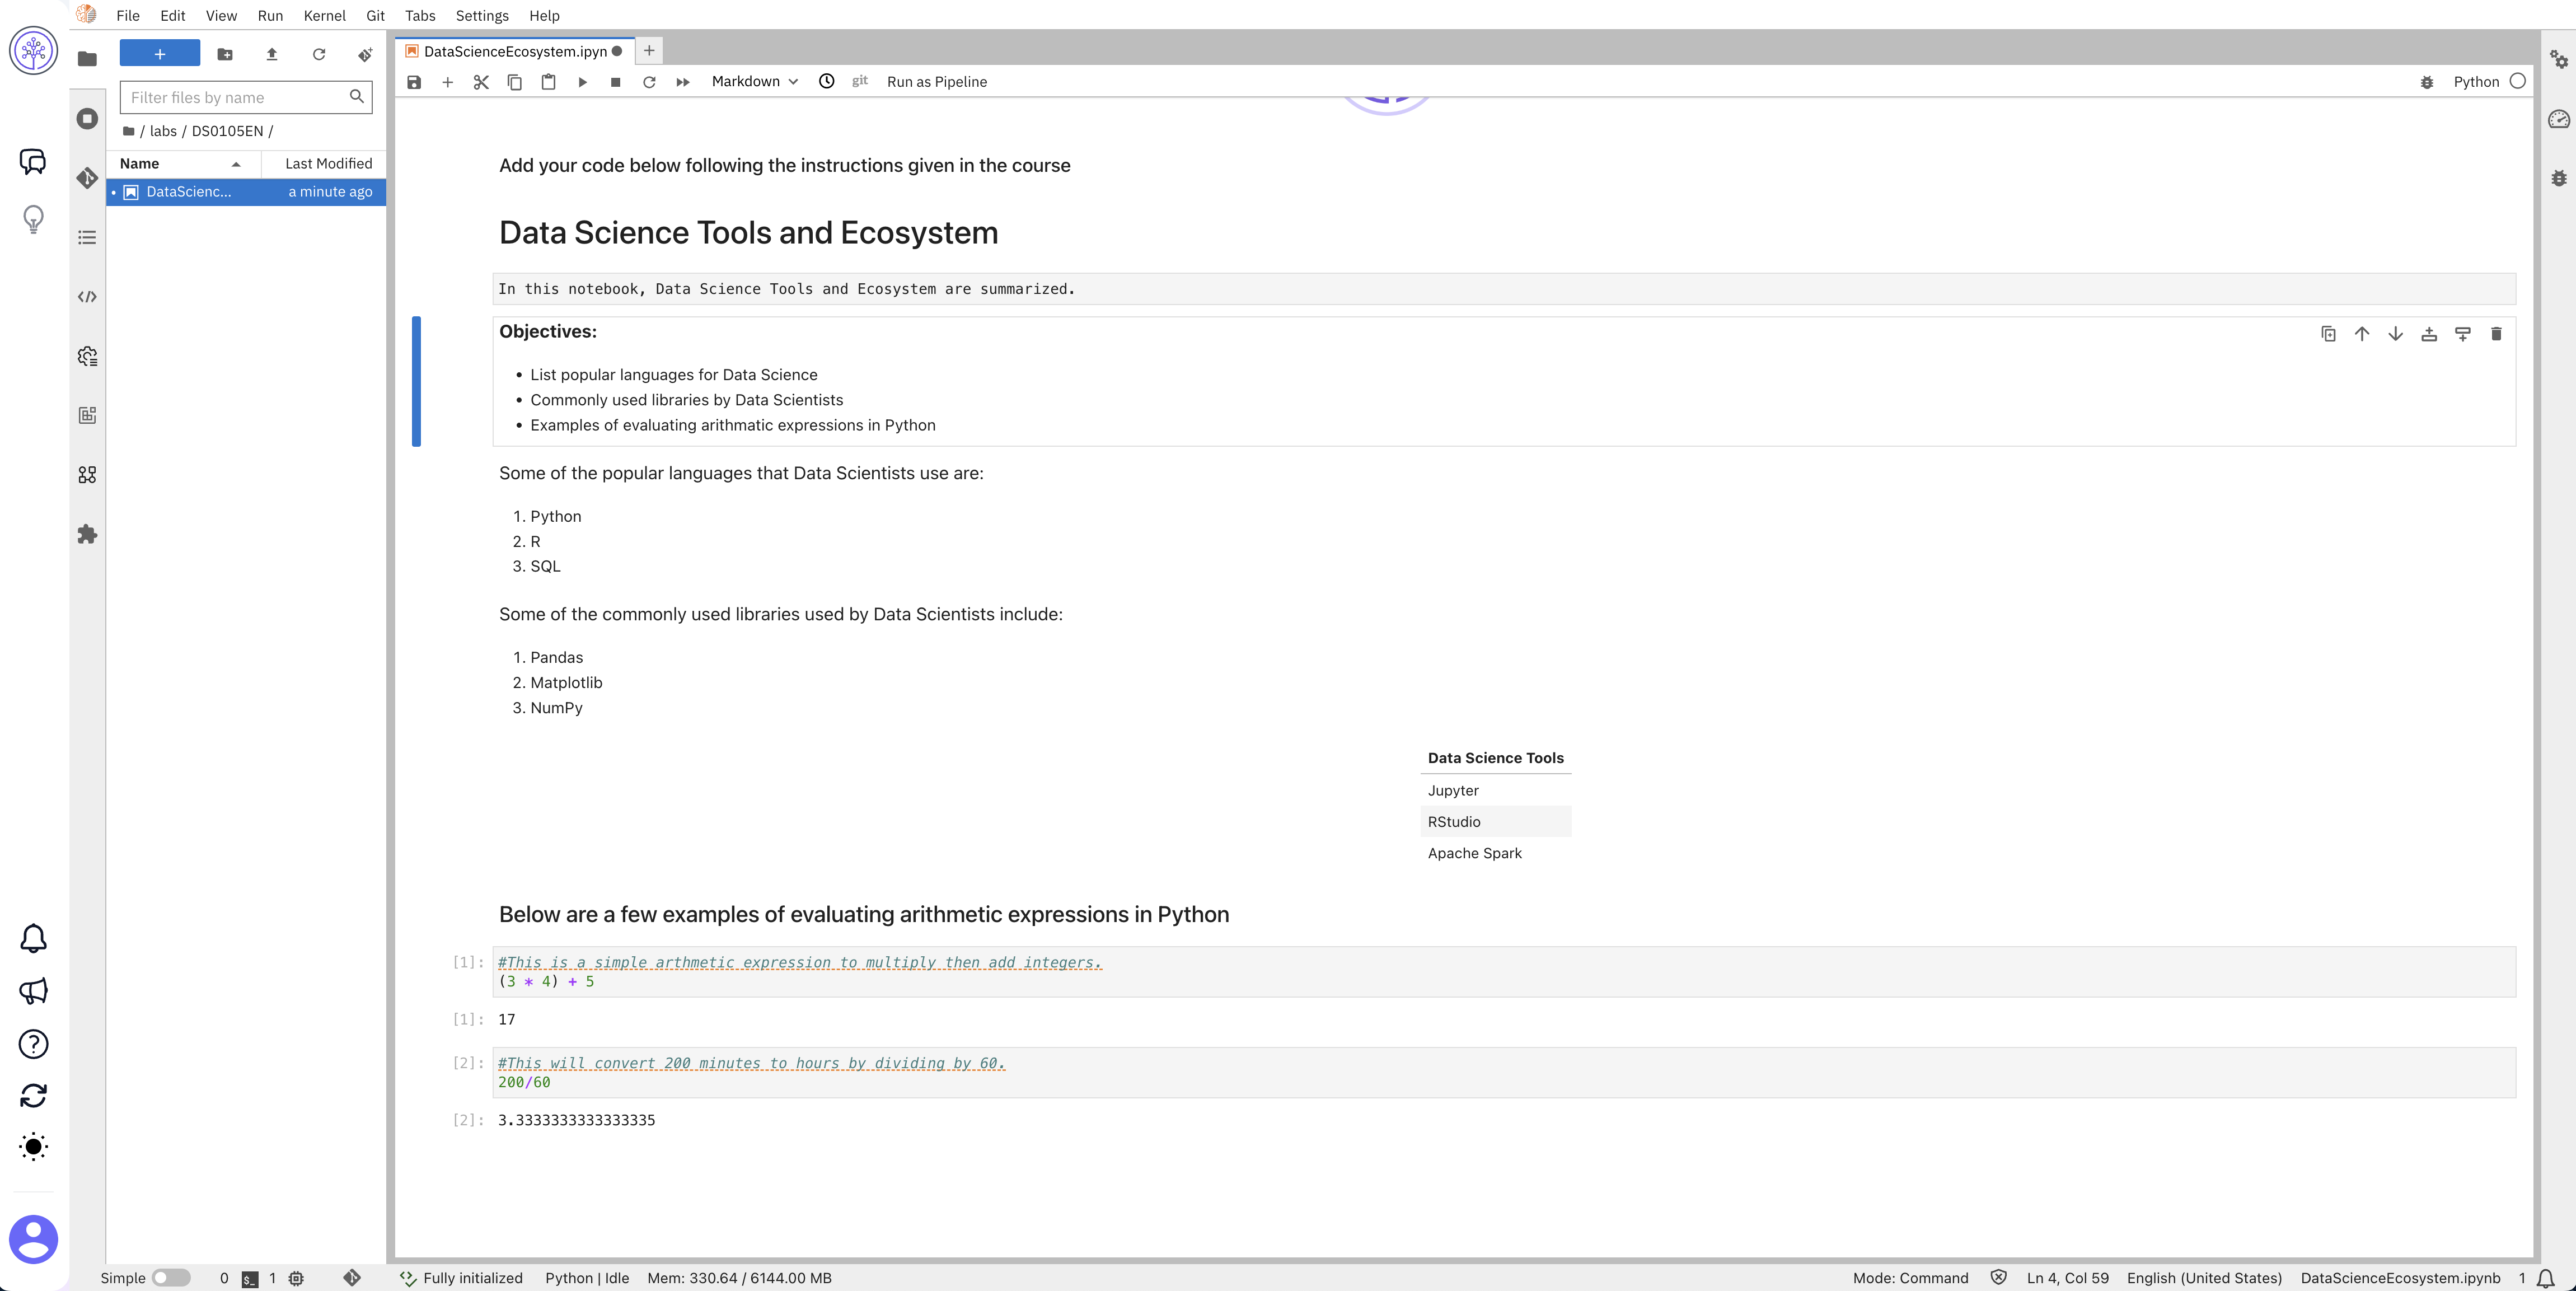 File Edit View Run Kernel Git Tabs Settings Help
DataScienceEcosystem.ipyn
Markdown git Run as Pipeline Python
Filter files by name
/ labs / DS0105EN /
Name Last Modified
DataScienc... a minute ago
Add your code below following the instructions given in the course
Data Science Tools and Ecosystem
In this notebook, Data Science Tools and Ecosystem are summarized.
Objectives:
• List popular languages for Data Science
• Commonly used libraries by Data Scientists
• Examples of evaluating arithmatic expressions in Python
Some of the popular languages that Data Scientists use are:
1. Python
2. R
3. SQL
Some of the commonly used libraries used by Data Scientists include:
1. Pandas
2. Matplotlib
3. NumPy
Data Science Tools
Jupyter
RStudio
Apache Spark
Below are a few examples of evaluating arithmetic expressions in Python
[1]: #This is a simple arthmetic expression to multiply then add integers.
(3 * 4) + 5
[1]: 17
[2]: #This will convert 200 minutes to hours by dividing by 60.
200/60
[2]: 3.3333333333333335
Simple 0 $_ 1 Fully initialized Python | Idle Mem: 330.64 / 6144.00 MB Mode: Command Ln 4, Col 59 English (United States) DataScienceEcosystem.ipynb 1